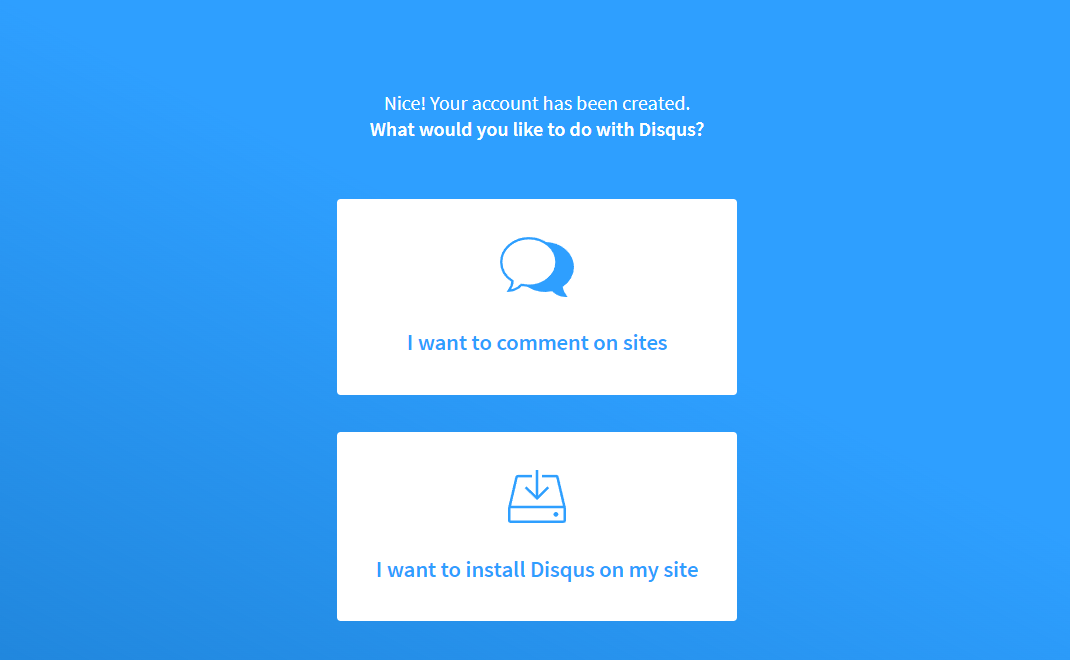 Nice! Your account has been created.
What would you like to do with Disqus?
I want to comment on sites
I want to install Disqus on my site